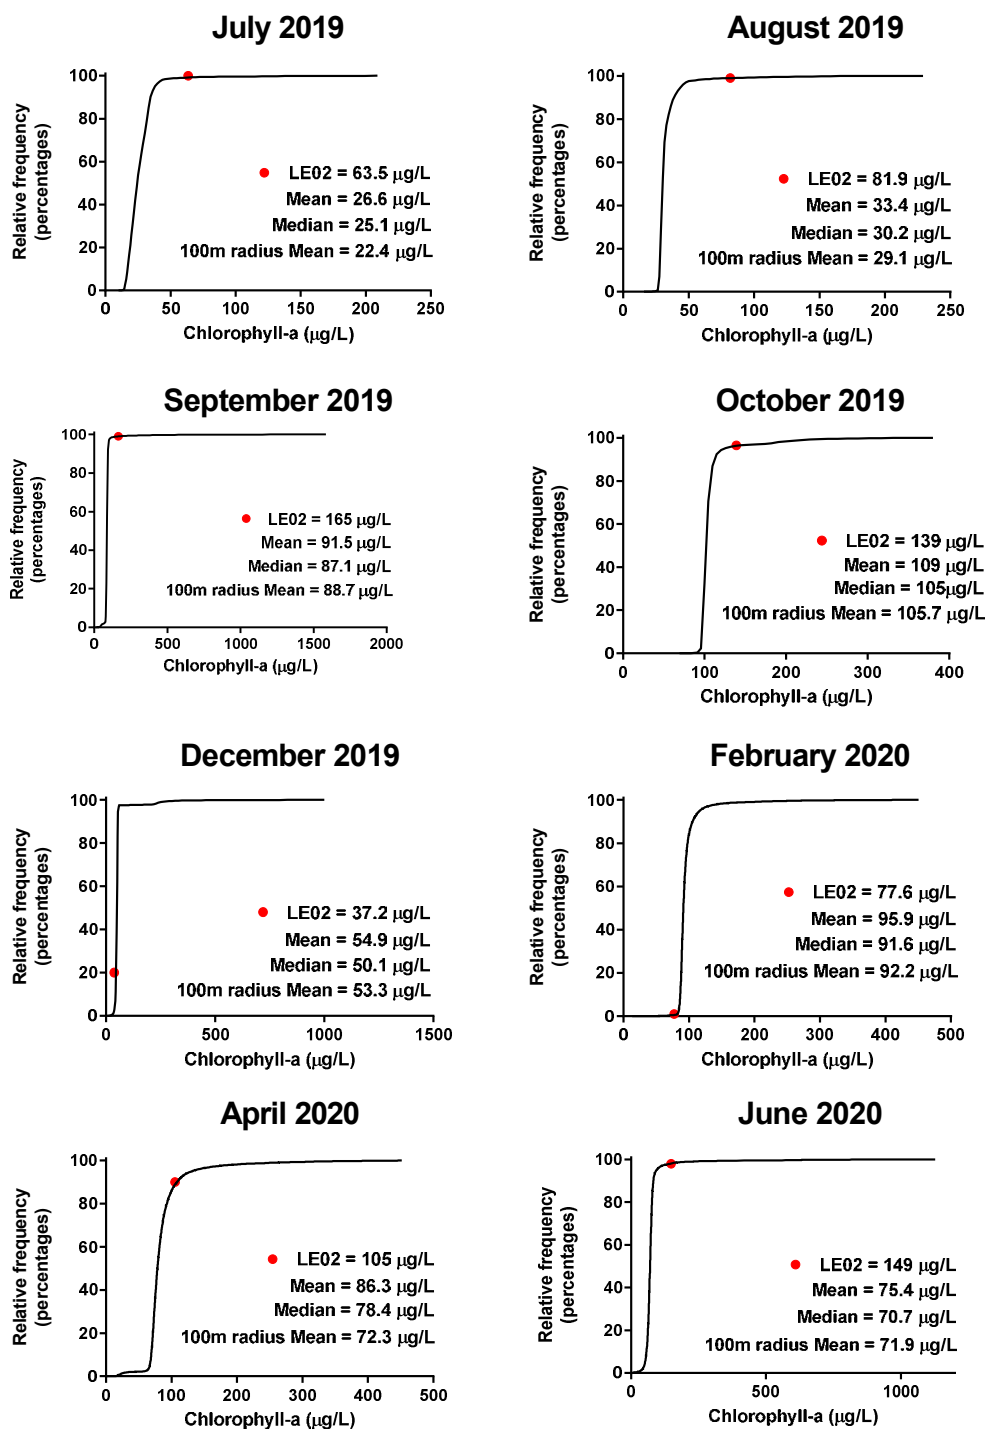 July 2019
Relative frequency
(percentages)
100
80
60
40
20
0
LE02 = 63.5 µg/L
Mean = 26.6 µg/L
Median = 25.1 µg/L
100m radius Mean = 22.4 µg/L
0 50 100 150 200 250
Chlorophyll-a (µg/L)
August 2019
Relative frequency
(percentages)
100
80
60
40
20
0
LE02 = 81.9 µg/L
Mean = 33.4 µg/L
Median = 30.2 µg/L
100m radius Mean = 29.1 µg/L
0 50 100 150 200 250
Chlorophyll-a (µg/L)
September 2019
Relative frequency
(percentages)
100
80
60
40
20
0
LE02 = 165 µg/L
Mean = 91.5 µg/L
Median = 87.1 µg/L
100m radius Mean = 88.7 µg/L
0 500 1000 1500 2000
Chlorophyll-a (µg/L)
October 2019
Relative frequency
(percentages)
100
80
60
40
20
0
LE02 = 139 µg/L
Mean = 109 µg/L
Median = 105µg/L
100m radius Mean = 105.7 µg/L
0 100 200 300 400
Chlorophyll-a (µg/L)
December 2019
Relative frequency
(percentages)
100
80
60
40
20
0
LE02 = 37.2 µg/L
Mean = 54.9 µg/L
Median = 50.1 µg/L
100m radius Mean = 53.3 µg/L
0 500 1000 1500
Chlorophyll-a (µg/L)
February 2020
Relative frequency
(percentages)
100
80
60
40
20
0
LE02 = 77.6 µg/L
Mean = 95.9 µg/L
Median = 91.6 µg/L
100m radius Mean = 92.2 µg/L
0 100 200 300 400 500
Chlorophyll-a (µg/L)
April 2020
Relative frequency
(percentages)
100
80
60
40
20
0
LE02 = 105 µg/L
Mean = 86.3 µg/L
Median = 78.4 µg/L
100m radius Mean = 72.3 µg/L
0 100 200 300 400 500
Chlorophyll-a (µg/L)
June 2020
Relative frequency
(percentages)
100
80
60
40
20
0
LE02 = 149 µg/L
Mean = 75.4 µg/L
Median = 70.7 µg/L
100m radius Mean = 71.9 µg/L
0 500 1000
Chlorophyll-a (µg/L)